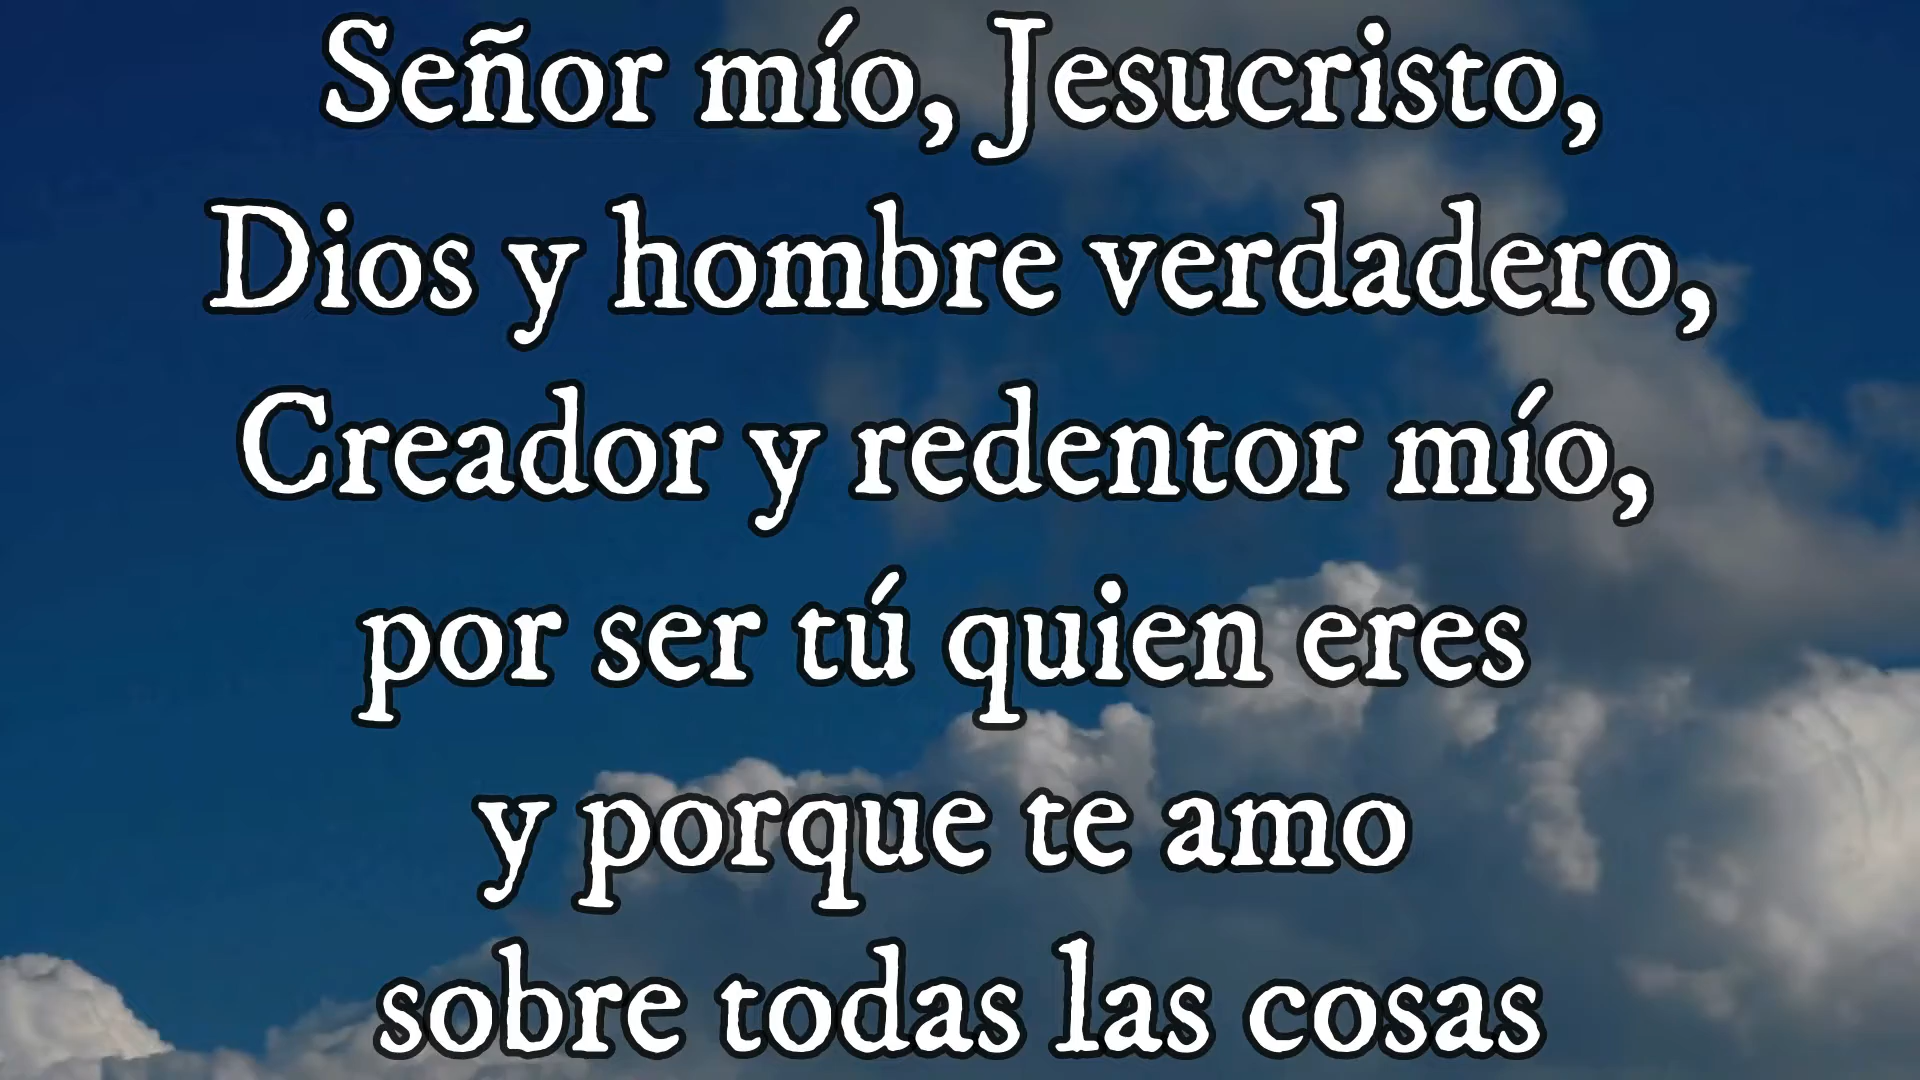 Señor mío, Jesucristo,
Dios y hombre verdadero,
Creador y redentor mío,
por ser tú quien eres
y porque te amo
sobre todas las cosas